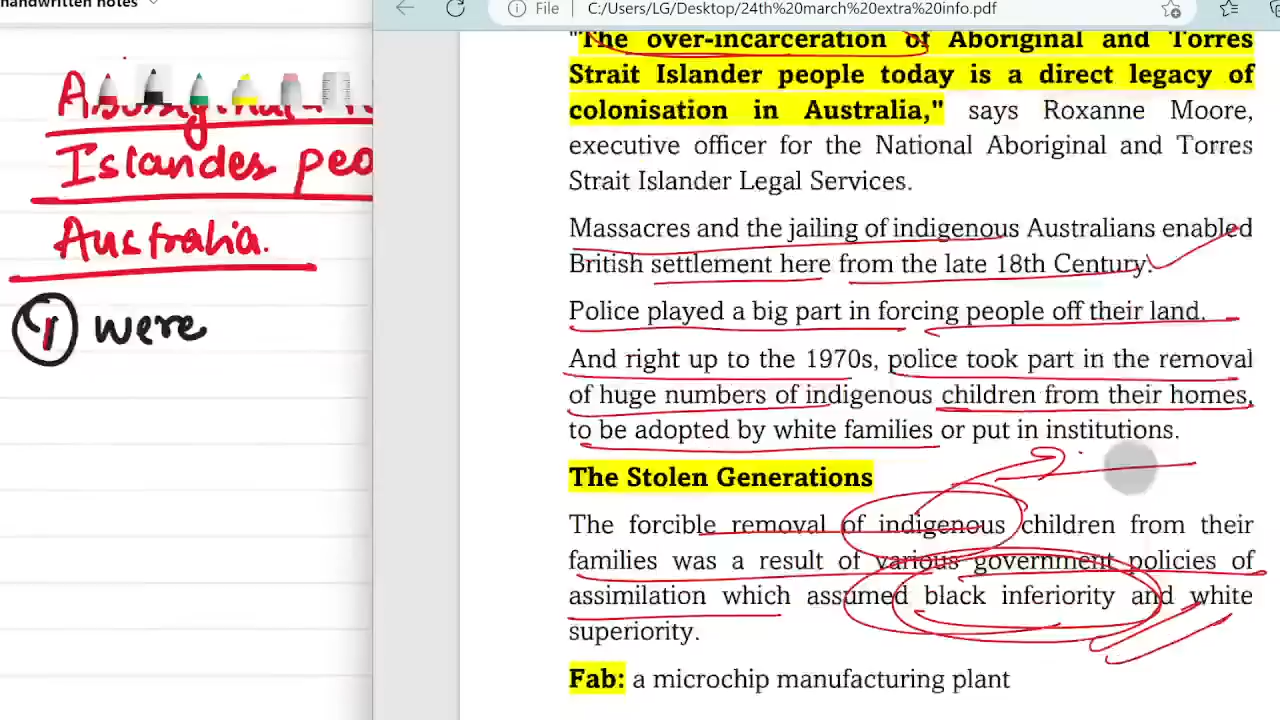 handwritten notes
File C:/Users/LG/Desktop/24th%20march%20extra%20info.pdf
Islandes peo
Australia.
1 were
"The over-incarceration of Aboriginal and Torres
Strait Islander people today is a direct legacy of
colonisation in Australia," says Roxanne Moore,
executive officer for the National Aboriginal and Torres
Strait Islander Legal Services.
Massacres and the jailing of indigenous Australians enabled
British settlement here from the late 18th Century.
Police played a big part in forcing people off their land.
And right up to the 1970s, police took part in the removal
of huge numbers of indigenous children from their homes,
to be adopted by white families or put in institutions.
The Stolen Generations
The forcible removal of indigenous children from their
families was a result of various government policies of
assimilation which assumed black inferiority and white
superiority.
Fab: a microchip manufacturing plant